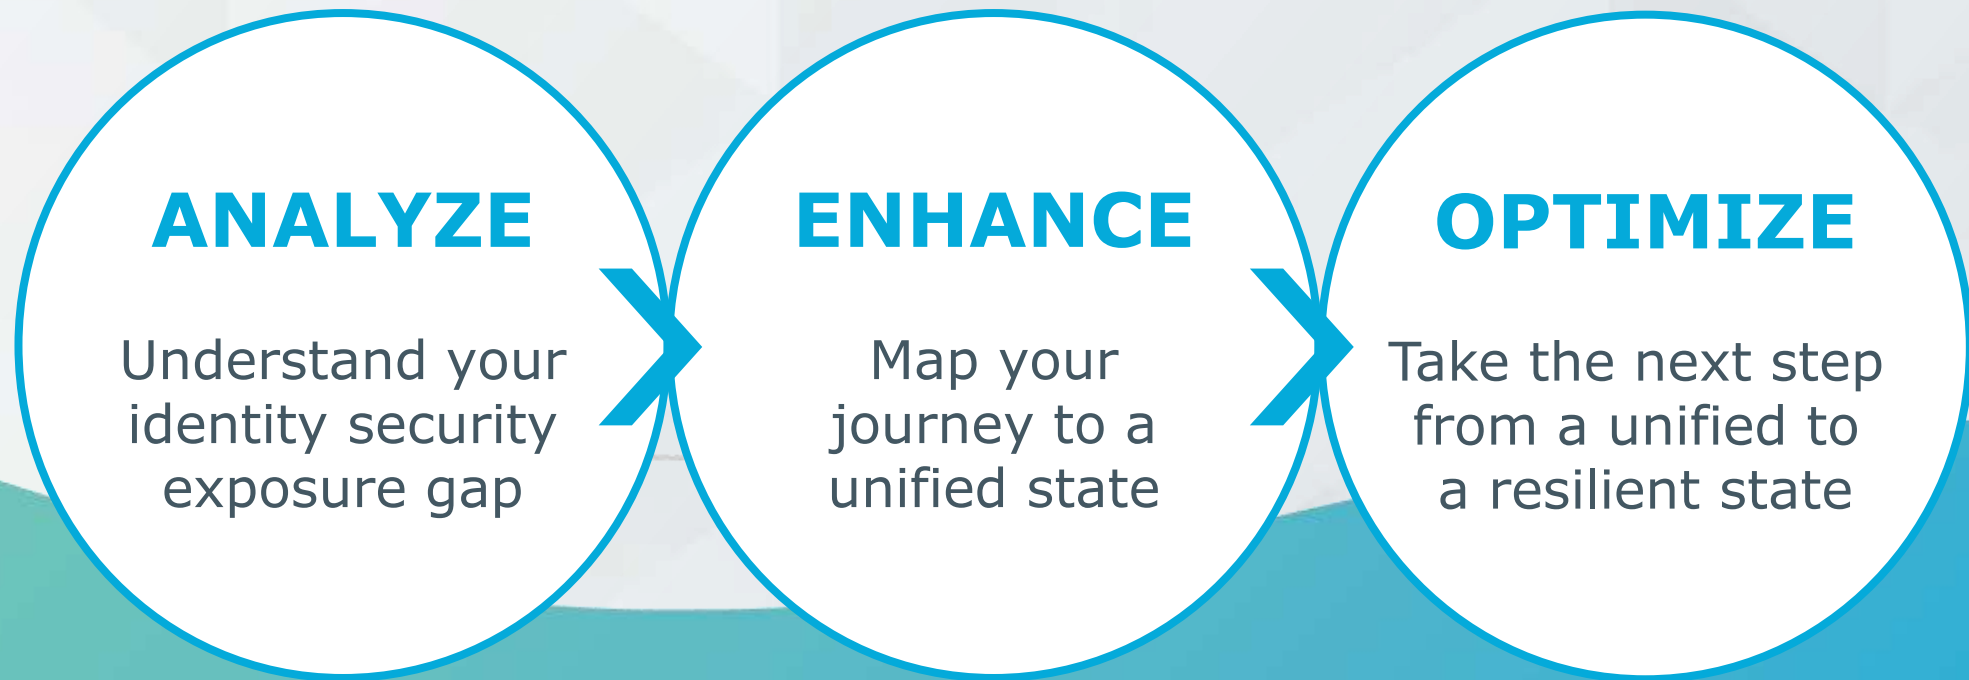 ANALYZE
Understand your
identity security
exposure gap
ENHANCE
Map your
journey to a
unified state
OPTIMIZE
Take the next step
from a unified to
a resilient state